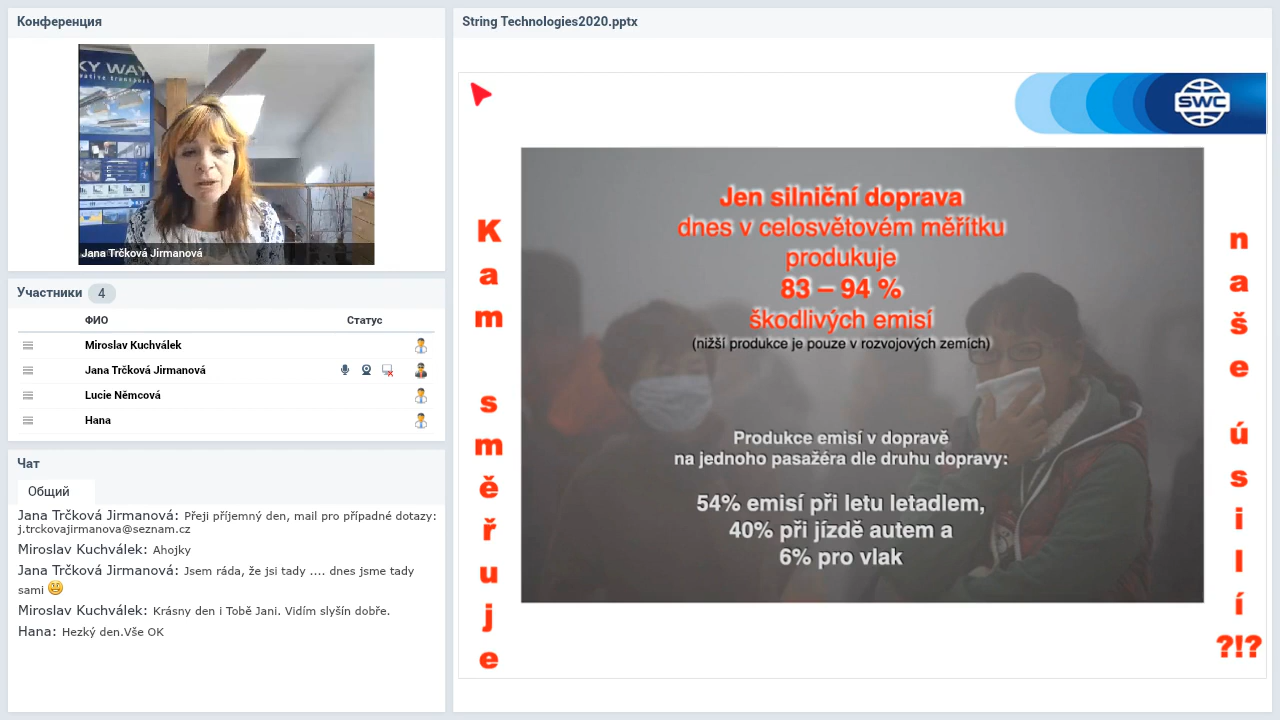 Конференция
KY WAY
Jana Trčková Jirmanová
Участники 4
ФИО Статус
Miroslav Kuchválek
Jana Trčková Jirmanová
Lucie Němcová
Hana
Чат
Общий
Jana Trčková Jirmanová: Přeji příjemný den, mail pro případné dotazy:
j.trckovajirmanova@seznam.cz
Miroslav Kuchválek: Ahojky
Jana Trčková Jirmanová: Jsem ráda, že jsi tady .... dnes jsme tady
sami
Miroslav Kuchválek: Krásny den i Tobě Jani. Vidím slyšín dobře.
Hana: Hezký den.Vše OK
String Technologies2020.pptx
SWC
Kam směřuje
Jen silniční doprava
dnes v celosvětovém měřítku
produkuje
83 – 94 %
škodlivých emisí
(nižší produkce je pouze v rozvojových zemích)
Produkce emisí v dopravě
na jednoho pasažéra dle druhu dopravy:
54% emisí při letu letadlem,
40% při jízdě autem a
6% pro vlak
naše úsilí
?!?